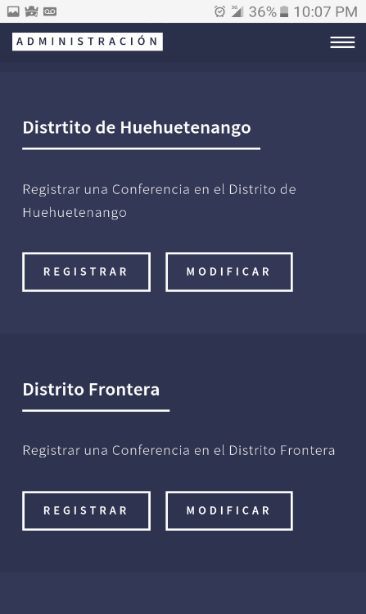 36% 10:07 PM
ADMINISTRACIÓN
Distrtito de Huehuetenango
Registrar una Conferencia en el Distrito de
Huehuetenango
REGISTRAR MODIFICAR
Distrito Frontera
Registrar una Conferencia en el Distrito Frontera
REGISTRAR MODIFICAR